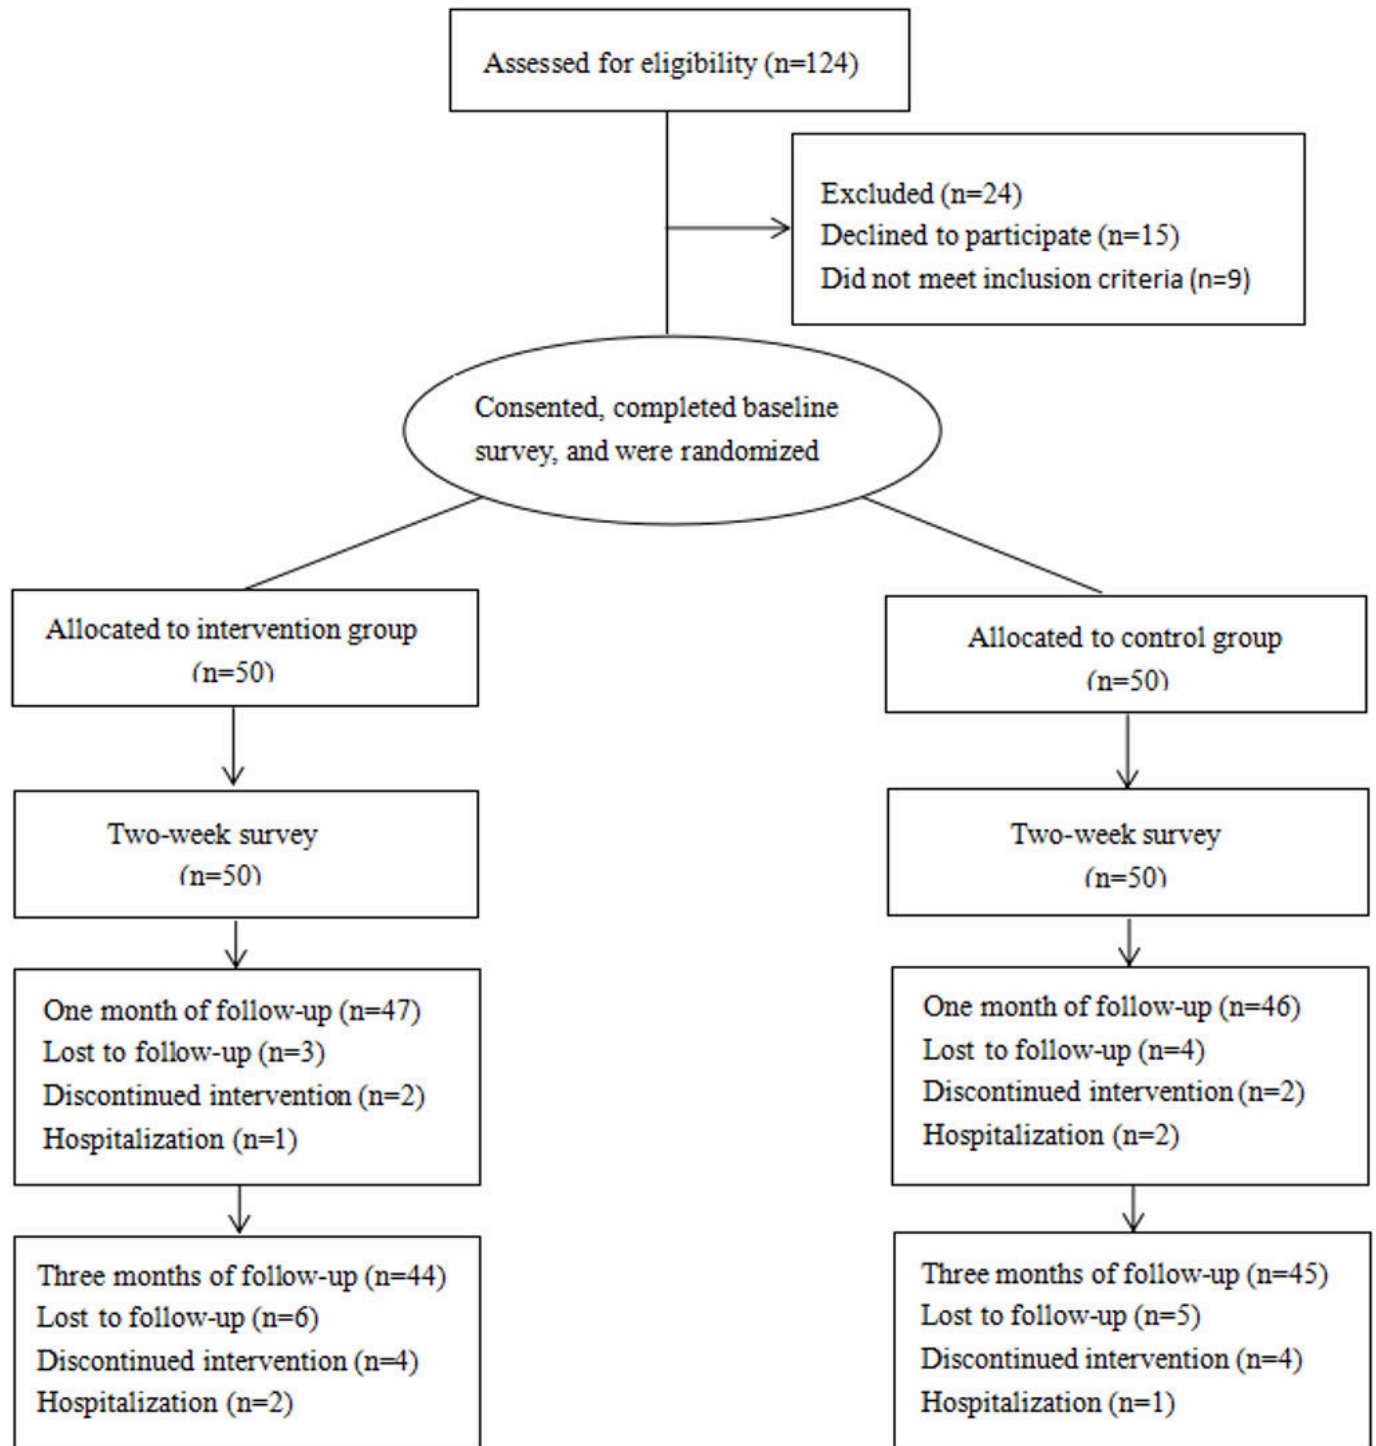 Assessed for eligibility (n=124)
Excluded (n=24)
Declined to participate (n=15)
Did not meet inclusion criteria (n=9)
Consented, completed baseline
survey, and were randomized
Allocated to intervention group
(n=50)
Allocated to control group
(n=50)
Two-week survey
(n=50)
Two-week survey
(n=50)
One month of follow-up (n=47)
Lost to follow-up (n=3)
Discontinued intervention (n=2)
Hospitalization (n=1)
One month of follow-up (n=46)
Lost to follow-up (n=4)
Discontinued intervention (n=2)
Hospitalization (n=2)
Three months of follow-up (n=44)
Lost to follow-up (n=6)
Discontinued intervention (n=4)
Hospitalization (n=2)
Three months of follow-up (n=45)
Lost to follow-up (n=5)
Discontinued intervention (n=4)
Hospitalization (n=1)